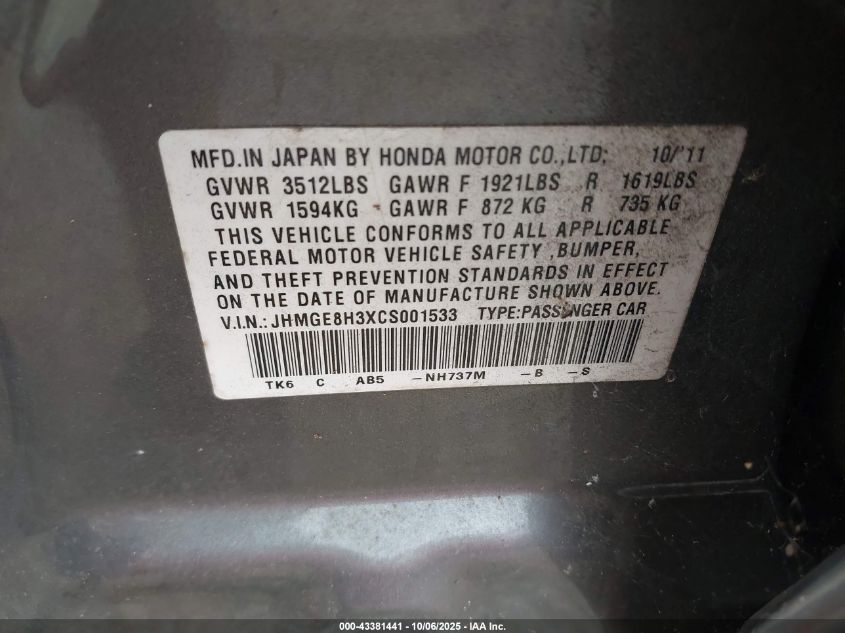 MFD.IN JAPAN BY HONDA MOTOR CO.,LTD; 10/'11
GVWR 3512LBS GAWR F 1921LBS R 1619LBS
GVWR 1594KG GAWR F 872 KG R 735 KG
THIS VEHICLE CONFORMS TO ALL APPLICABLE
FEDERAL MOTOR VEHICLE SAFETY ,BUMPER,
AND THEFT PREVENTION STANDARDS IN EFFECT
ON THE DATE OF MANUFACTURE SHOWN ABOVE.
V.I.N.: JHMGE8H3XCS001533 TYPE:PASSENGER CAR
TK6 C AB5 -NH737M -B -S
000-43381441 - 10/06/2025 - IAA Inc.